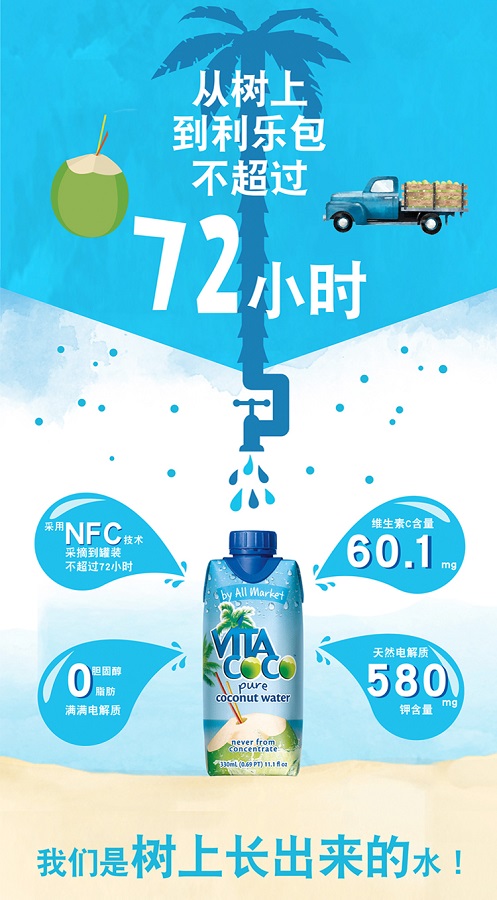 从树上
到利乐包
不超过
72小时
采用NFC技术
采摘到罐装
不超过72小时
维生素C含量
60.1 mg
0胆固醇
脂肪
满满电解质
天然电解质
580 mg
钾含量
by All Market
VITA
COCO
pure
coconut water
never from
concentrate
330mL (0.69 PT) 11.1 fl oz
我们是树上长出来的水！